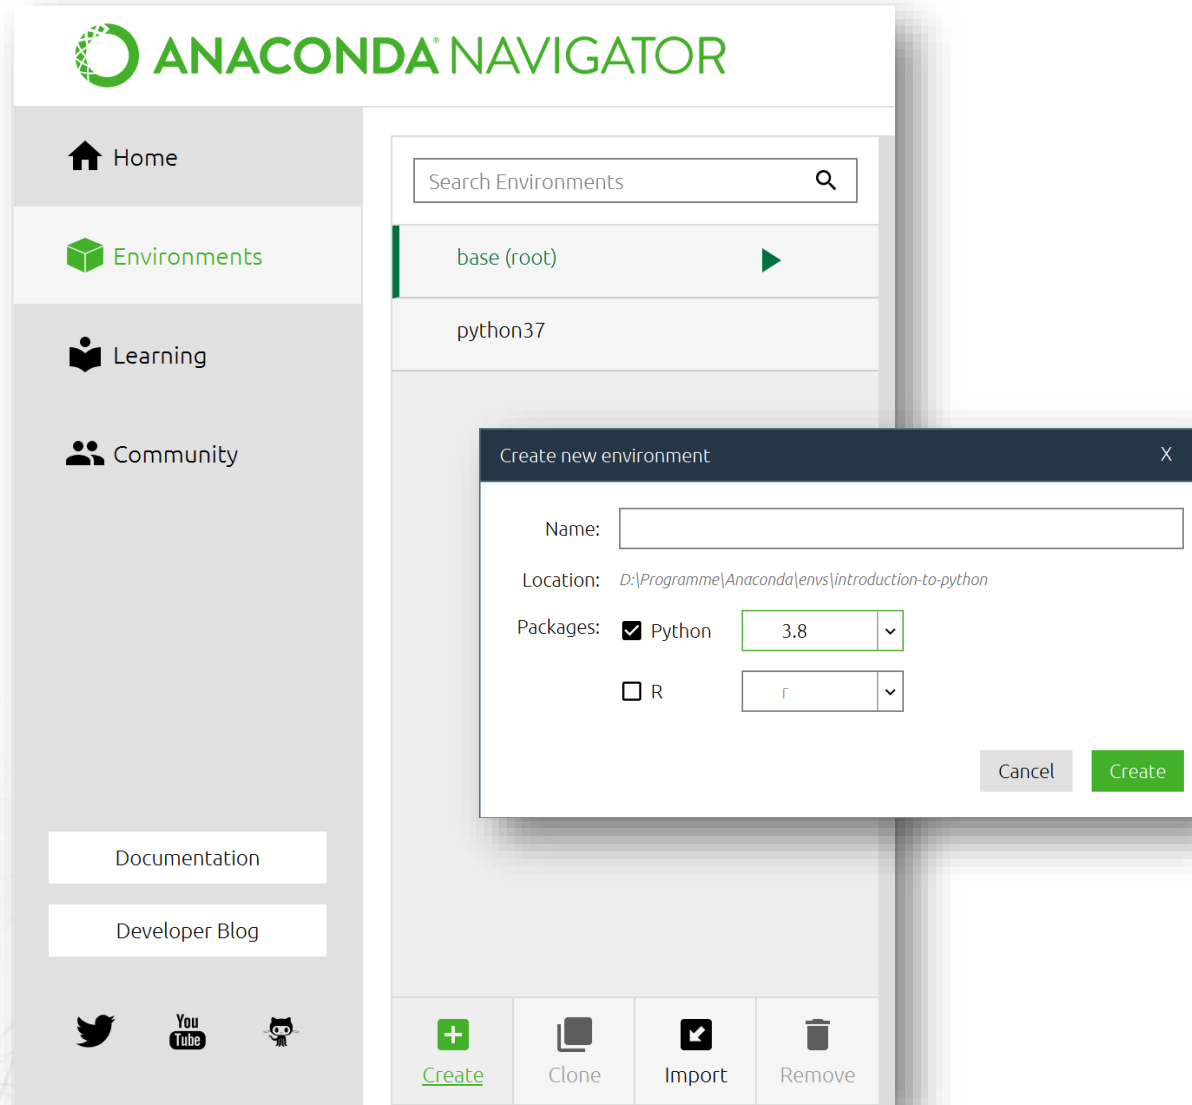 ANACONDA® NAVIGATOR
Home
Environments
Learning
Community
Documentation
Developer Blog
You
Tube
Search Environments
base (root)
python37
Create new environment X
Name:
Location: D:\Programme\Anaconda\envs\introduction-to-python
Packages: Python 3.8
R r
Cancel Create
Create Clone Import Remove